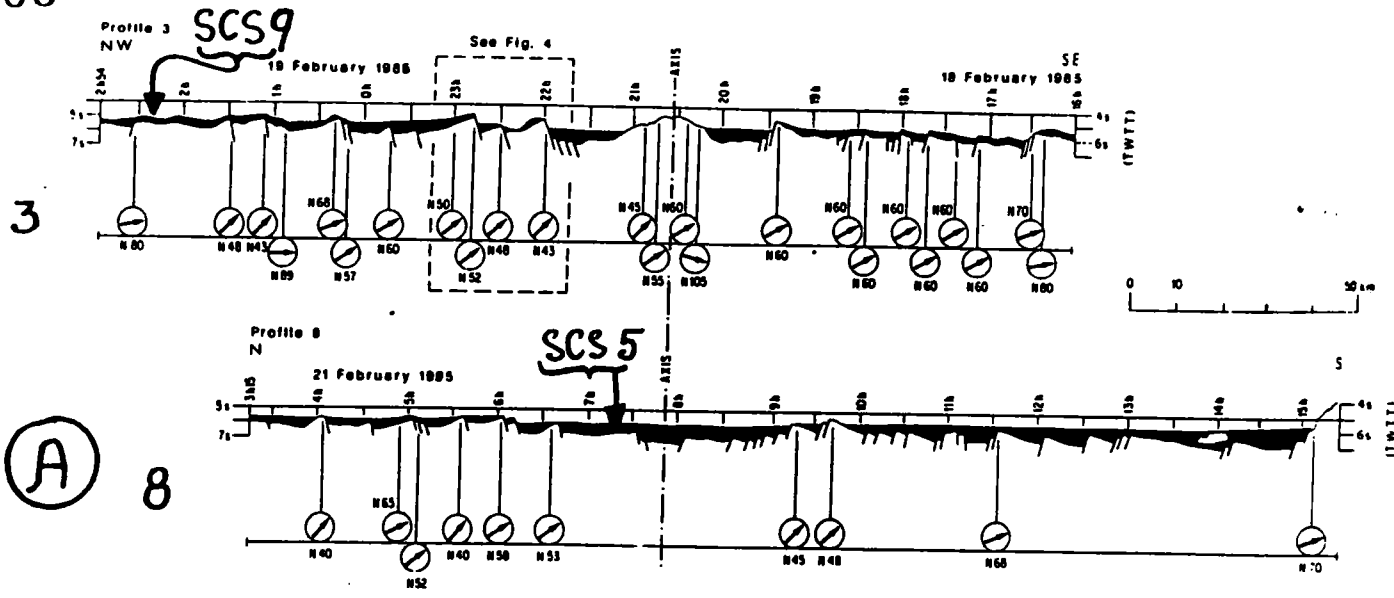 Profile 3
NW
SCS9
19 February 1985
See Fig. 4
AXIS
SE
18 February 1985
2h54 2h 1h 0h 23h 22h 21h 20h 19h 18h 17h 16h
7s
4s
6s
(TWTT)
3
N80 N48 N43 N89 N68 N57 N60 N50 N52 N48 N43 N45 N55 N60 N105 N60 N60 N60 N60 N60 N60 N60 N70 N80
0 10 50 km
Profile 8
N
SCS5
21 February 1985
AXIS
S
3h15 4h 5h 6h 7h 8h 9h 10h 11h 12h 13h 14h 15h
5s
7s
4s
6s
(TWTT)
A
8
N40 N65 N52 N40 N58 N53 N45 N48 N68 N70